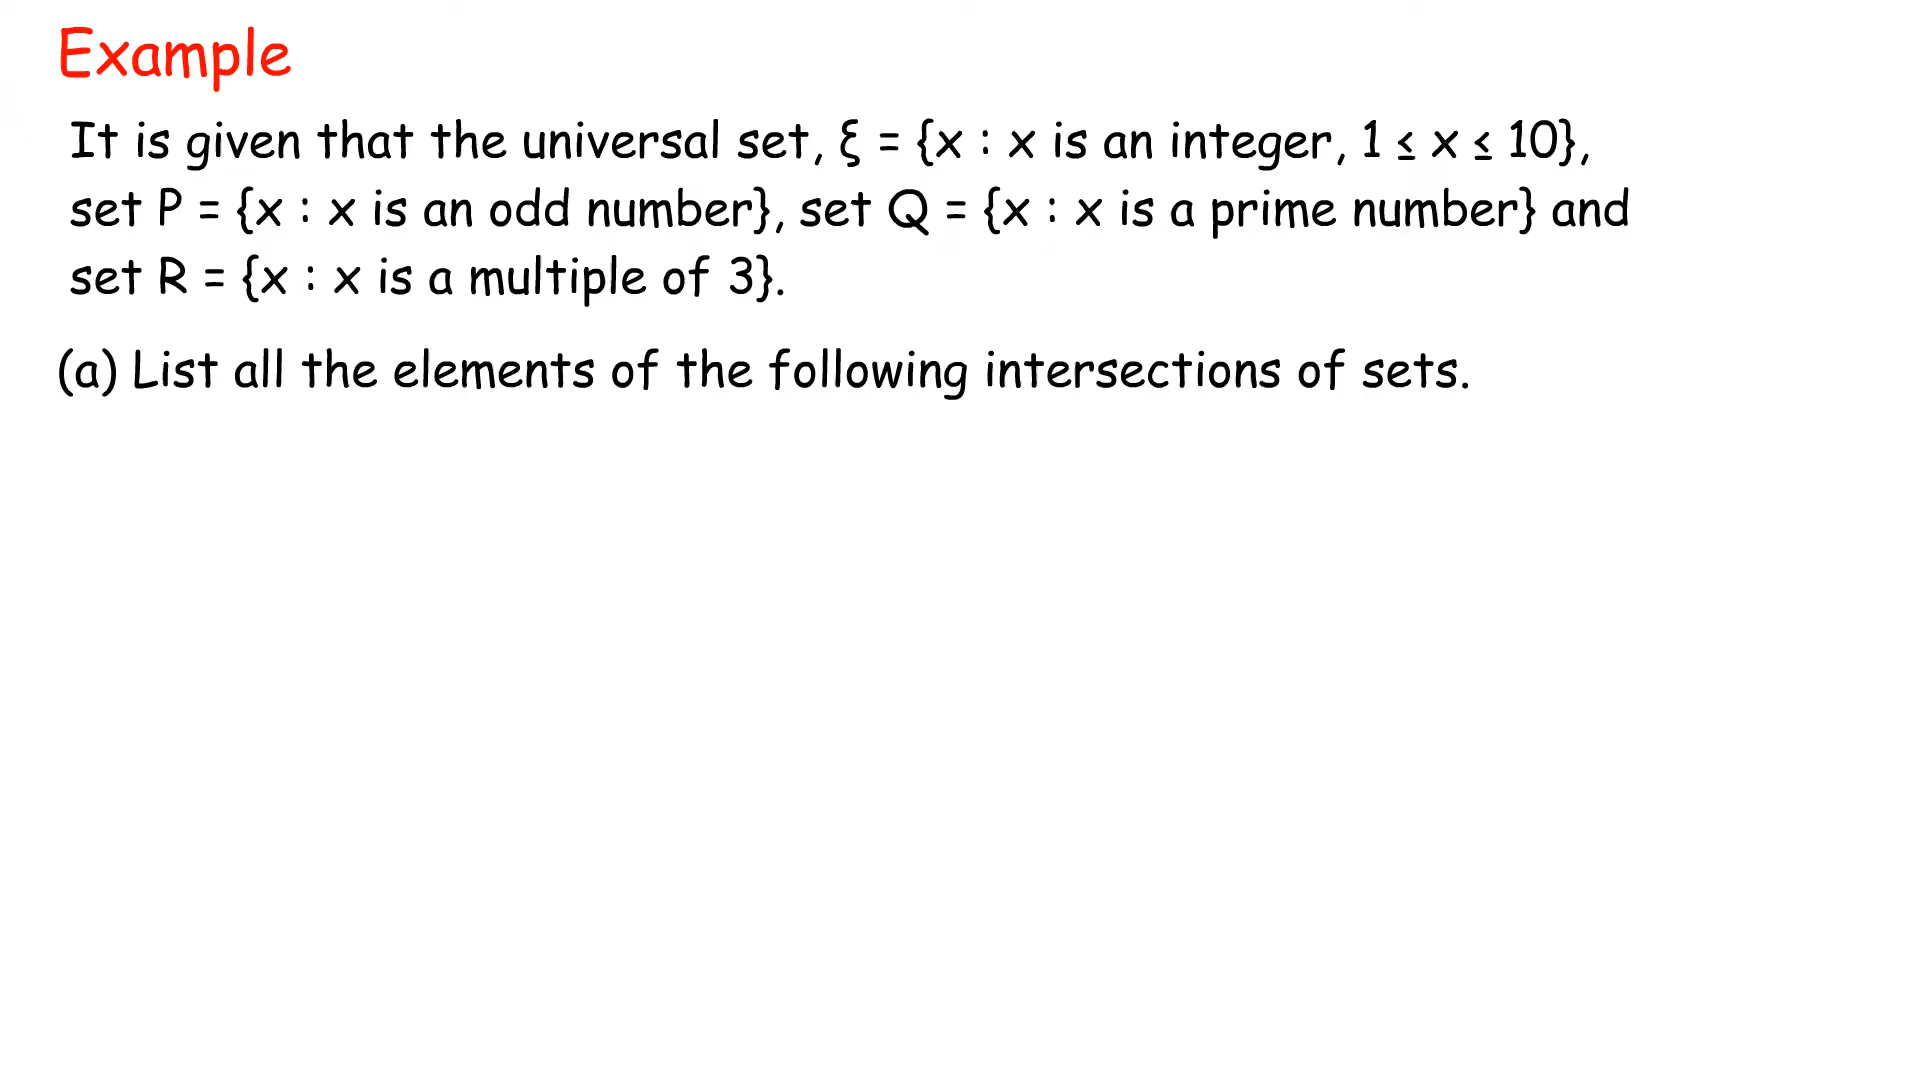 Example
It is given that the universal set, ξ = {x : x is an integer, 1 ≤ x ≤ 10},
set P = {x : x is an odd number}, set Q = {x : x is a prime number} and
set R = {x : x is a multiple of 3}.
(a) List all the elements of the following intersections of sets.